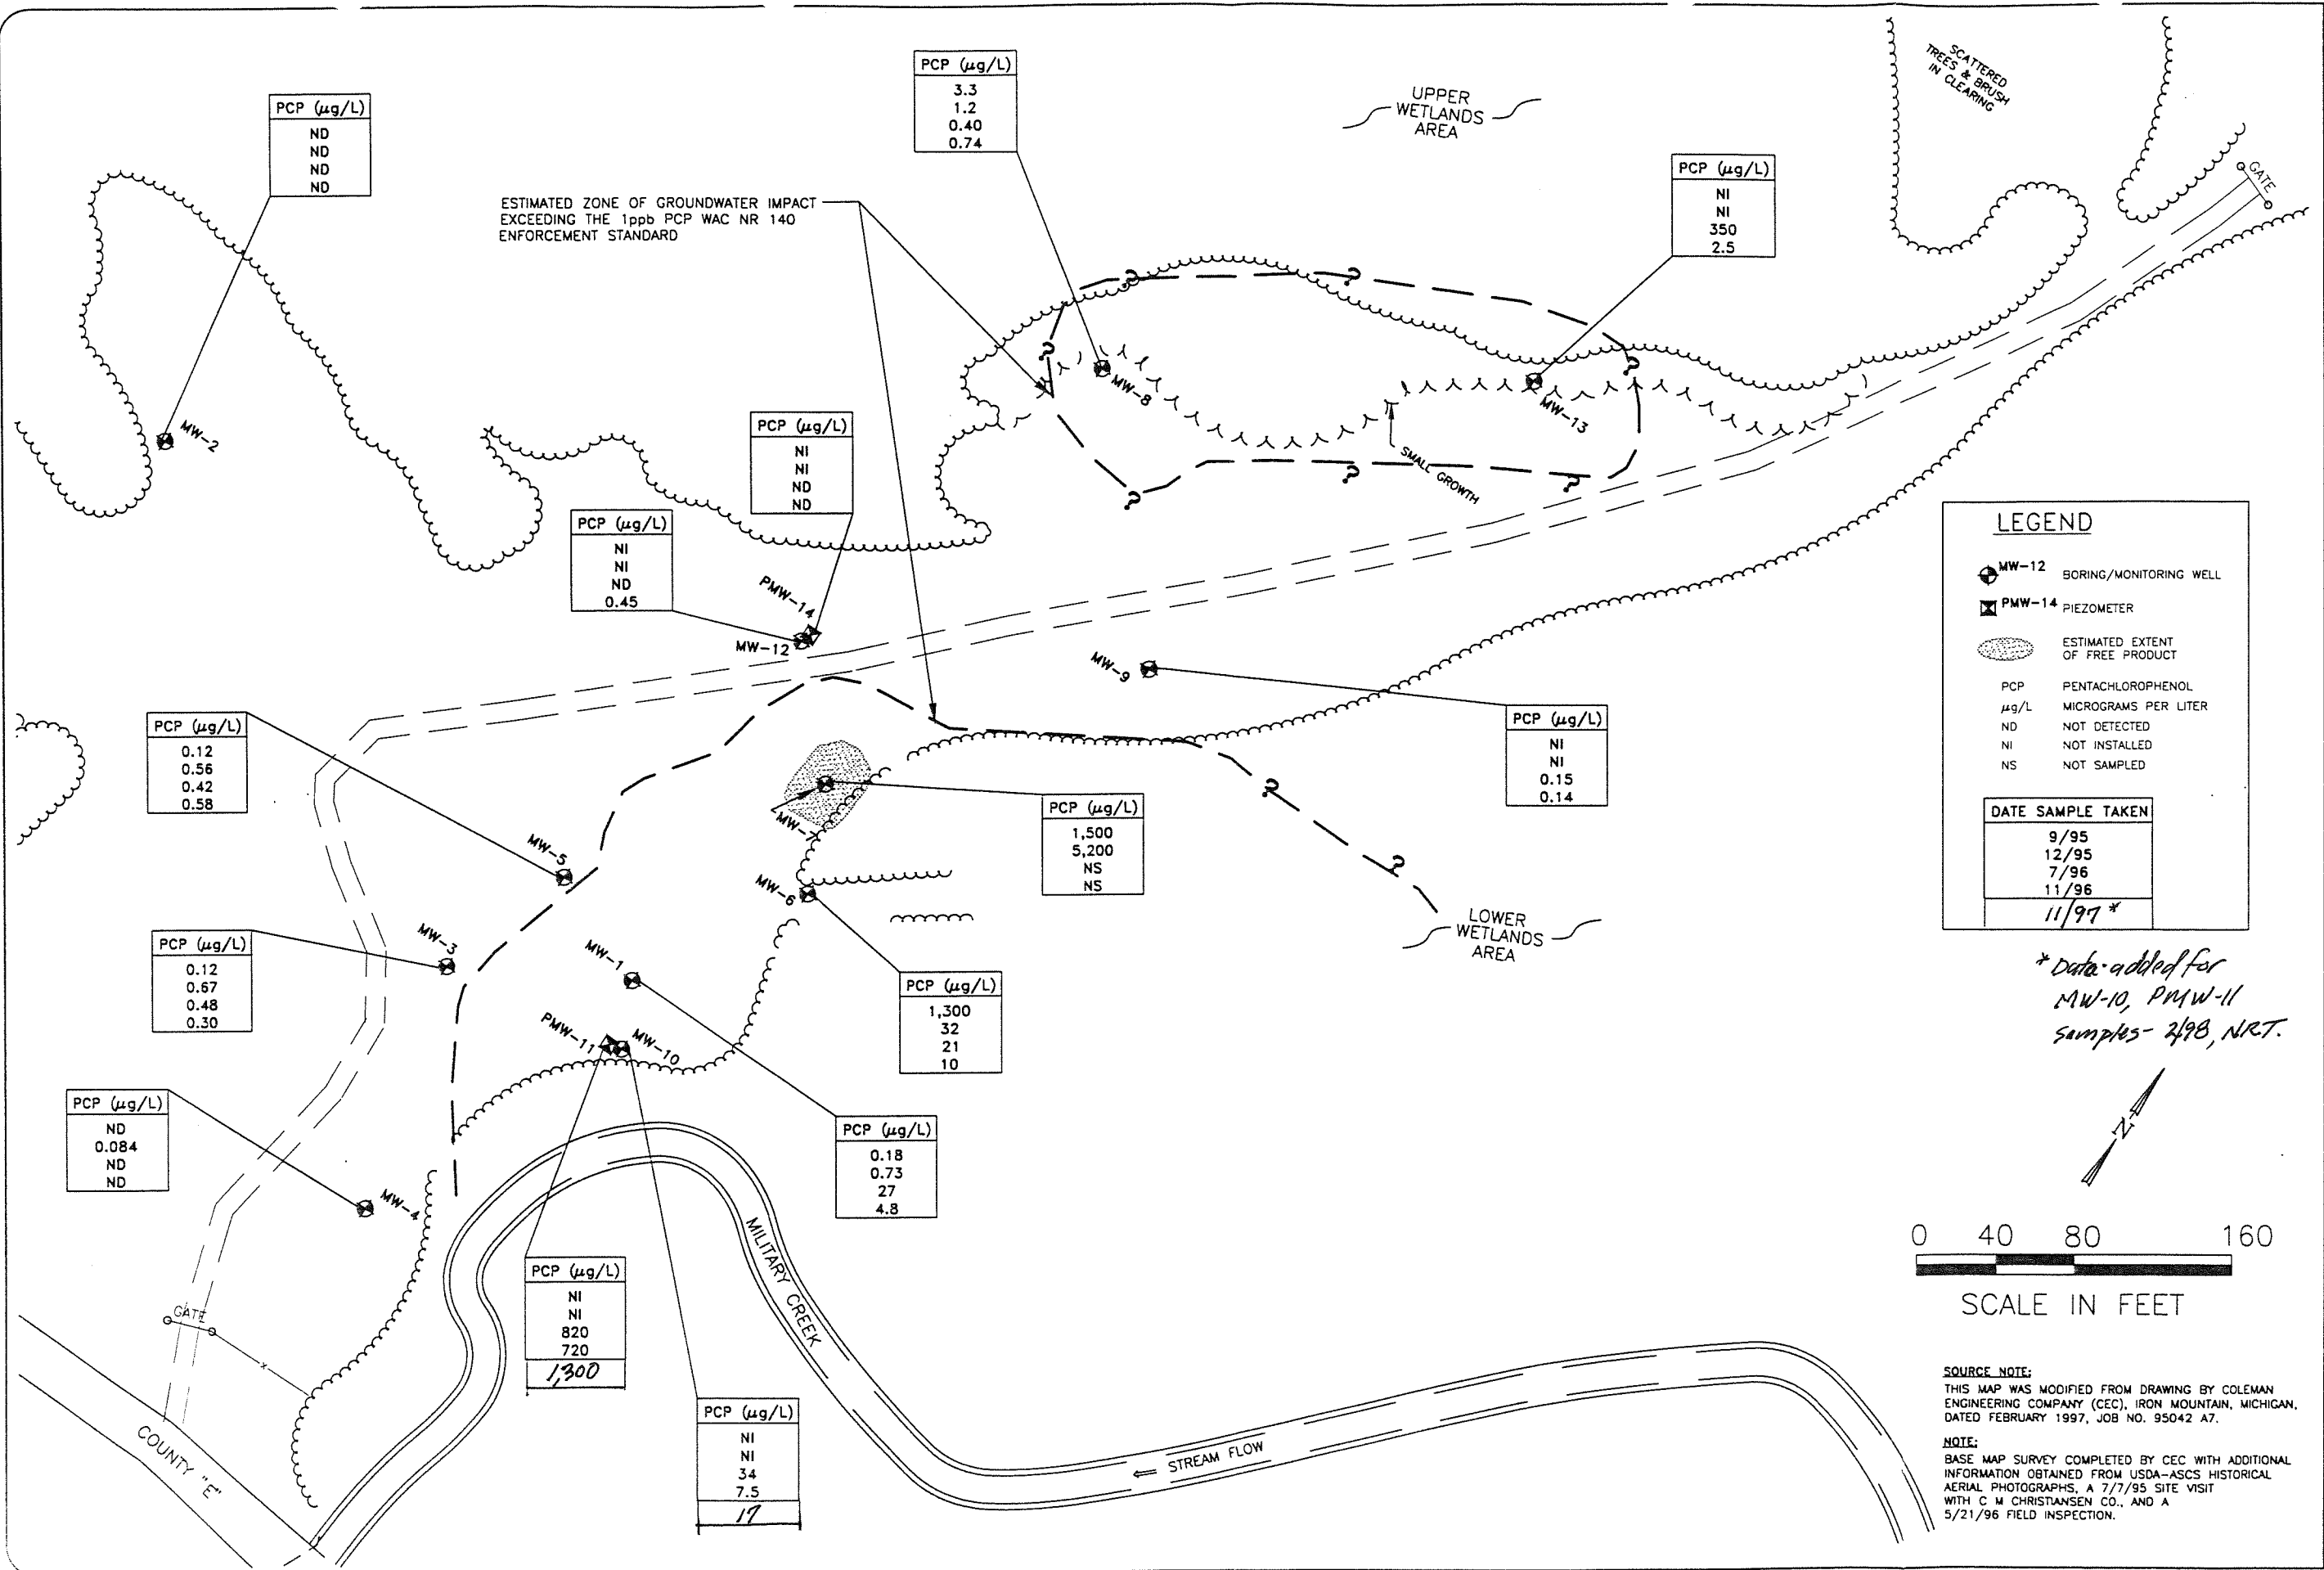 PCP (µg/L)
ND
ND
ND
ND
MW-2
PCP (µg/L)
3.3
1.2
0.40
0.74
MW-8
UPPER
WETLANDS
AREA
SCATTERED
TREES & BRUSH
IN CLEARING
GATE
PCP (µg/L)
NI
NI
350
2.5
MW-13
ESTIMATED ZONE OF GROUNDWATER IMPACT
EXCEEDING THE 1ppb PCP WAC NR 140
ENFORCEMENT STANDARD
?
?
?
?
?
?
?
SMALL GROWTH
PCP (µg/L)
NI
NI
ND
ND
PMW-14
PCP (µg/L)
NI
NI
ND
0.45
MW-12
MW-9
PCP (µg/L)
NI
NI
0.15
0.14
PCP (µg/L)
0.12
0.56
0.42
0.58
MW-5
MW-7
PCP (µg/L)
1,500
5,200
NS
NS
?
?
MW-6
PCP (µg/L)
1,300
32
21
10
LOWER
WETLANDS
AREA
PCP (µg/L)
0.12
0.67
0.48
0.30
MW-3
MW-1
PCP (µg/L)
0.18
0.73
27
4.8
PMW-11
MW-10
PCP (µg/L)
ND
0.084
ND
ND
MW-4
PCP (µg/L)
NI
NI
820
720
1,300
PCP (µg/L)
NI
NI
34
7.5
17
MILITARY CREEK
⇐ STREAM FLOW
GATE
x
COUNTY "E"
LEGEND
MW-12 BORING/MONITORING WELL
PMW-14 PIEZOMETER
ESTIMATED EXTENT
OF FREE PRODUCT
PCP PENTACHLOROPHENOL
µg/L MICROGRAMS PER LITER
ND NOT DETECTED
NI NOT INSTALLED
NS NOT SAMPLED
DATE SAMPLE TAKEN
9/95
12/95
7/96
11/96
11/97 *
* Data added for
MW-10, PMW-11
samples - 2/98, NRT.
N
0 40 80 160
SCALE IN FEET
SOURCE NOTE:
THIS MAP WAS MODIFIED FROM DRAWING BY COLEMAN
ENGINEERING COMPANY (CEC), IRON MOUNTAIN, MICHIGAN,
DATED FEBRUARY 1997, JOB NO. 95042 A7.
NOTE:
BASE MAP SURVEY COMPLETED BY CEC WITH ADDITIONAL
INFORMATION OBTAINED FROM USDA-ASCS HISTORICAL
AERIAL PHOTOGRAPHS, A 7/7/95 SITE VISIT
WITH C M CHRISTIANSEN CO., AND A
5/21/96 FIELD INSPECTION.